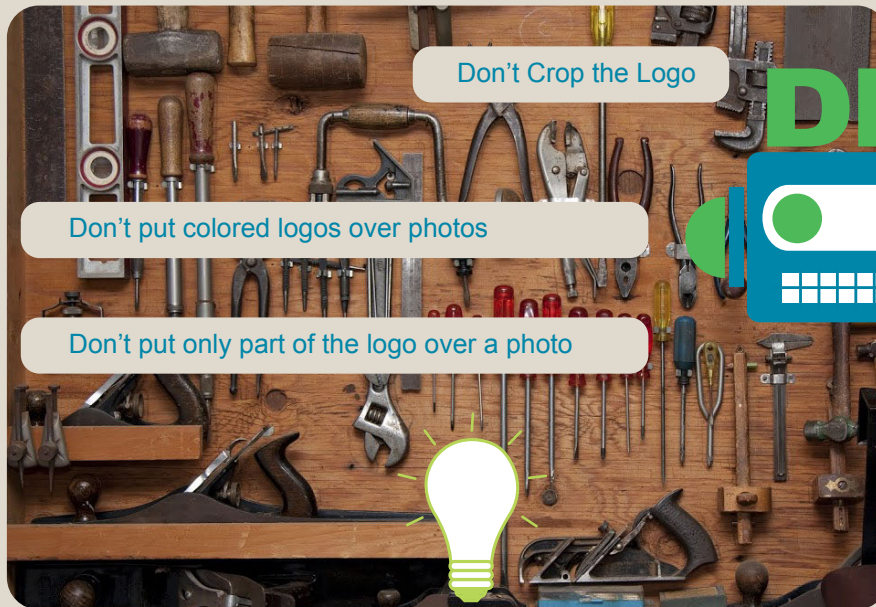 Don’t Crop the Logo
DI
Don’t put colored logos over photos
Don’t put only part of the logo over a photo